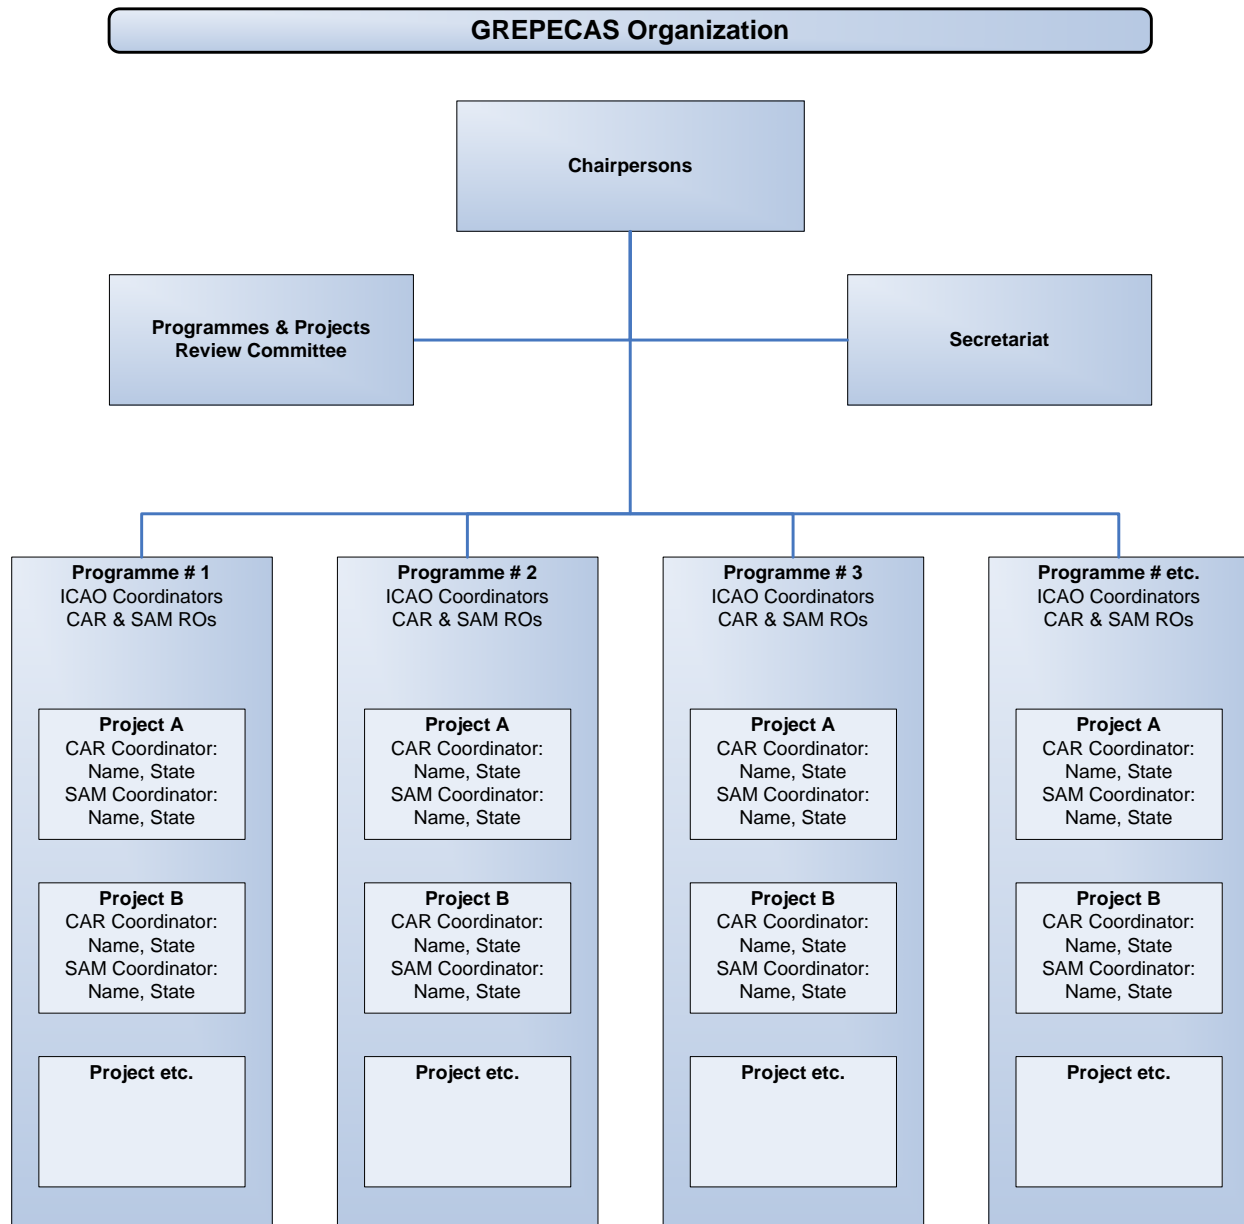 GREPECAS Organization
Chairpersons
Programmes & Projects
Review Committee
Secretariat
Programme # 1
ICAO Coordinators
CAR & SAM ROs
Project A
CAR Coordinator:
Name, State
SAM Coordinator:
Name, State
Project B
CAR Coordinator:
Name, State
SAM Coordinator:
Name, State
Project etc.
Programme # 2
ICAO Coordinators
CAR & SAM ROs
Project A
CAR Coordinator:
Name, State
SAM Coordinator:
Name, State
Project B
CAR Coordinator:
Name, State
SAM Coordinator:
Name, State
Project etc.
Programme # 3
ICAO Coordinators
CAR & SAM ROs
Project A
CAR Coordinator:
Name, State
SAM Coordinator:
Name, State
Project B
CAR Coordinator:
Name, State
SAM Coordinator:
Name, State
Project etc.
Programme # etc.
ICAO Coordinators
CAR & SAM ROs
Project A
CAR Coordinator:
Name, State
SAM Coordinator:
Name, State
Project B
CAR Coordinator:
Name, State
SAM Coordinator:
Name, State
Project etc.